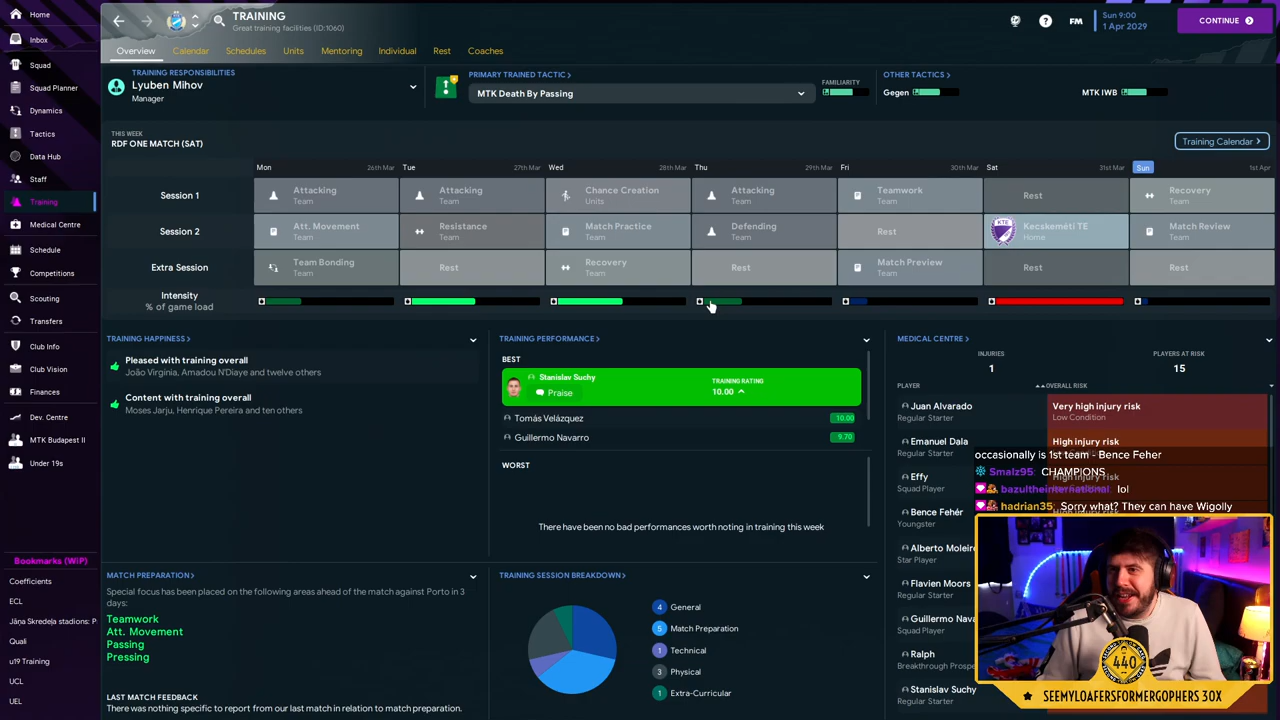 Home
Inbox
Squad
Squad Planner
Dynamics
Tactics
Data Hub
Staff
Training
Medical Centre
Schedule
Competitions
Scouting
Transfers
Club Info
Club Vision
Finances
Dev. Centre
MTK Budapest II
Under 19s
Bookmarks (WiP)
Coefficients
ECL
Jāņa Skredeļa stadions: P
Quali
u19 Training
UCL
UEL
TRAINING
Great training facilities (ID:1060)
FM
Sun 9:00
1 Apr 2029
CONTINUE
Overview
Calendar
Schedules
Units
Mentoring
Individual
Rest
Coaches
TRAINING RESPONSIBILITIES
Lyuben Mihov
Manager
PRIMARY TRAINED TACTIC
MTK Death By Passing
FAMILIARITY
OTHER TACTICS
Gegen
MTK IWB
THIS WEEK
RDF ONE MATCH (SAT)
Training Calendar
Mon 26th Mar
Tue 27th Mar
Wed 28th Mar
Thu 29th Mar
Fri 30th Mar
Sat 31st Mar
Sun 1st Apr
Session 1
Attacking
Team
Attacking
Team
Chance Creation
Units
Attacking
Team
Teamwork
Team
Rest
Recovery
Team
Session 2
Att. Movement
Team
Resistance
Team
Match Practice
Team
Defending
Team
Rest
Kecskeméti TE
Home
Match Review
Team
Extra Session
Team Bonding
Team
Rest
Recovery
Team
Rest
Match Preview
Team
Rest
Rest
Intensity
% of game load
TRAINING HAPPINESS
Pleased with training overall
João Virgínia, Amadou N'Diaye and twelve others
Content with training overall
Moses Jarju, Henrique Pereira and ten others
TRAINING PERFORMANCE
BEST
Stanislav Suchy
Praise
TRAINING RATING
10.00
Tomás Velázquez 10.00
Guillermo Navarro 9.70
WORST
There have been no bad performances worth noting in training this week
MEDICAL CENTRE
INJURIES
1
PLAYERS AT RISK
15
PLAYER
OVERALL RISK
Juan Alvarado
Regular Starter
Very high injury risk
Low Condition
Emanuel Dala
Regular Starter
High injury risk
Effy
Squad Player
Bence Fehér
Youngster
Alberto Moleir
Star Player
Flavien Moors
Regular Starter
Guillermo Nava
Squad Player
Ralph
Breakthrough Prospe
Stanislav Suchy
Regular Starter
occasionally is 1st team - Bence Feher
Smalz95: CHAMPIONS
bazultheinternational: lol
hadrian35: Sorry what? They can have Wigolly
MATCH PREPARATION
Special focus has been placed on the following areas ahead of the match against Porto in 3
days:
Teamwork
Att. Movement
Passing
Pressing
LAST MATCH FEEDBACK
There was nothing specific to report from our last match in relation to match preparation.
TRAINING SESSION BREAKDOWN
4 General
5 Match Preparation
1 Technical
3 Physical
1 Extra-Curricular
440
SEEMYLOAFERSFORMERGOPHERS 30X